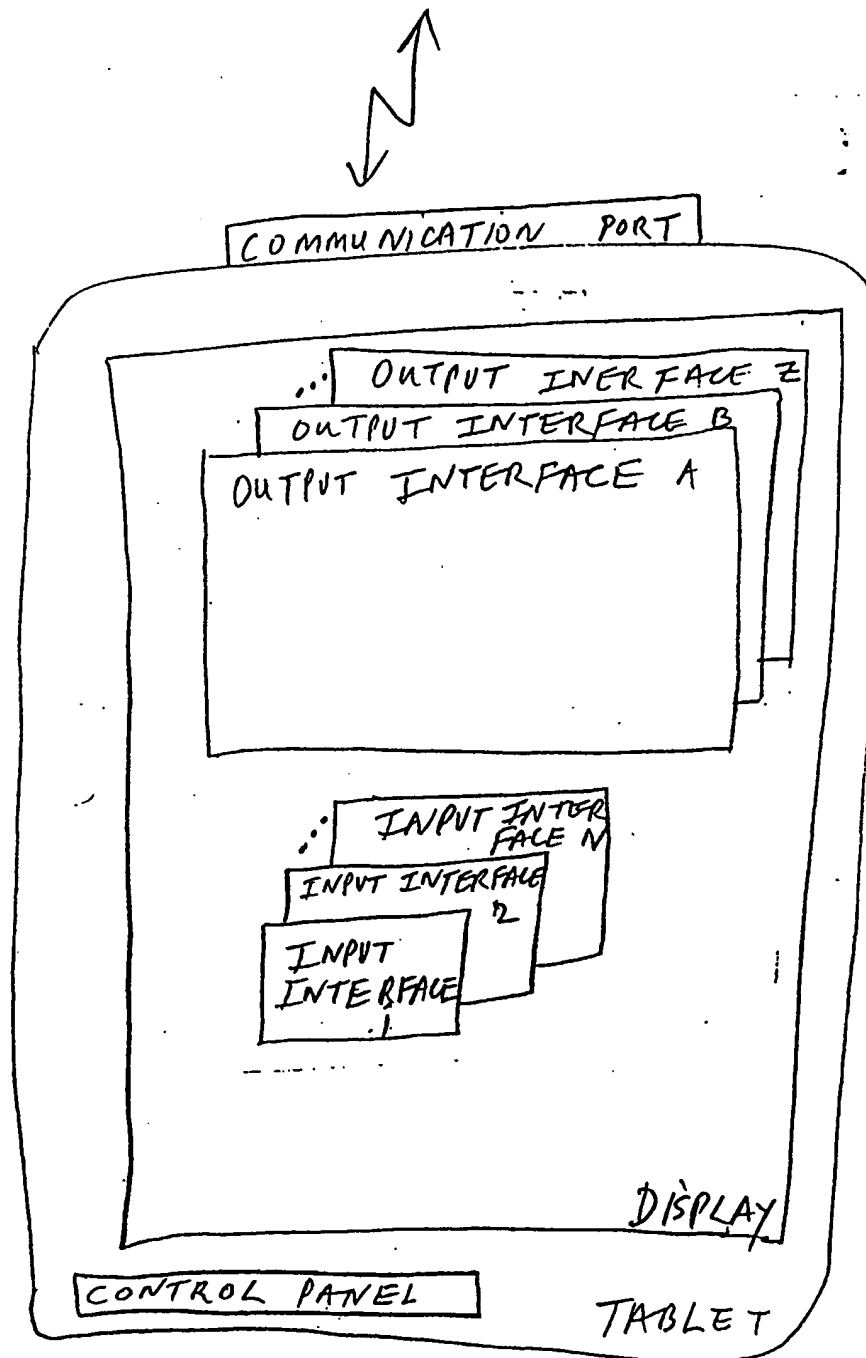 COMMUNICATION PORT
OUTPUT INERFACE Z
OUTPUT INTERFACE B
OUTPUT INTERFACE A
INPUT INTER
FACE N
INPUT INTERFACE
2
INPUT
INTERFACE
1
DISPLAY
CONTROL PANEL
TABLET